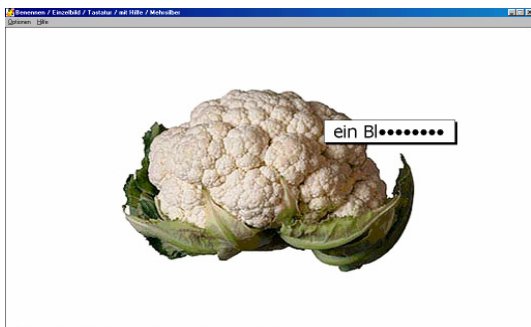 Benennen / Einzelbild / Tastatur / mit Hilfe / Mehrsilber
Optionen Hilfe
ein Bl●●●●●●●●